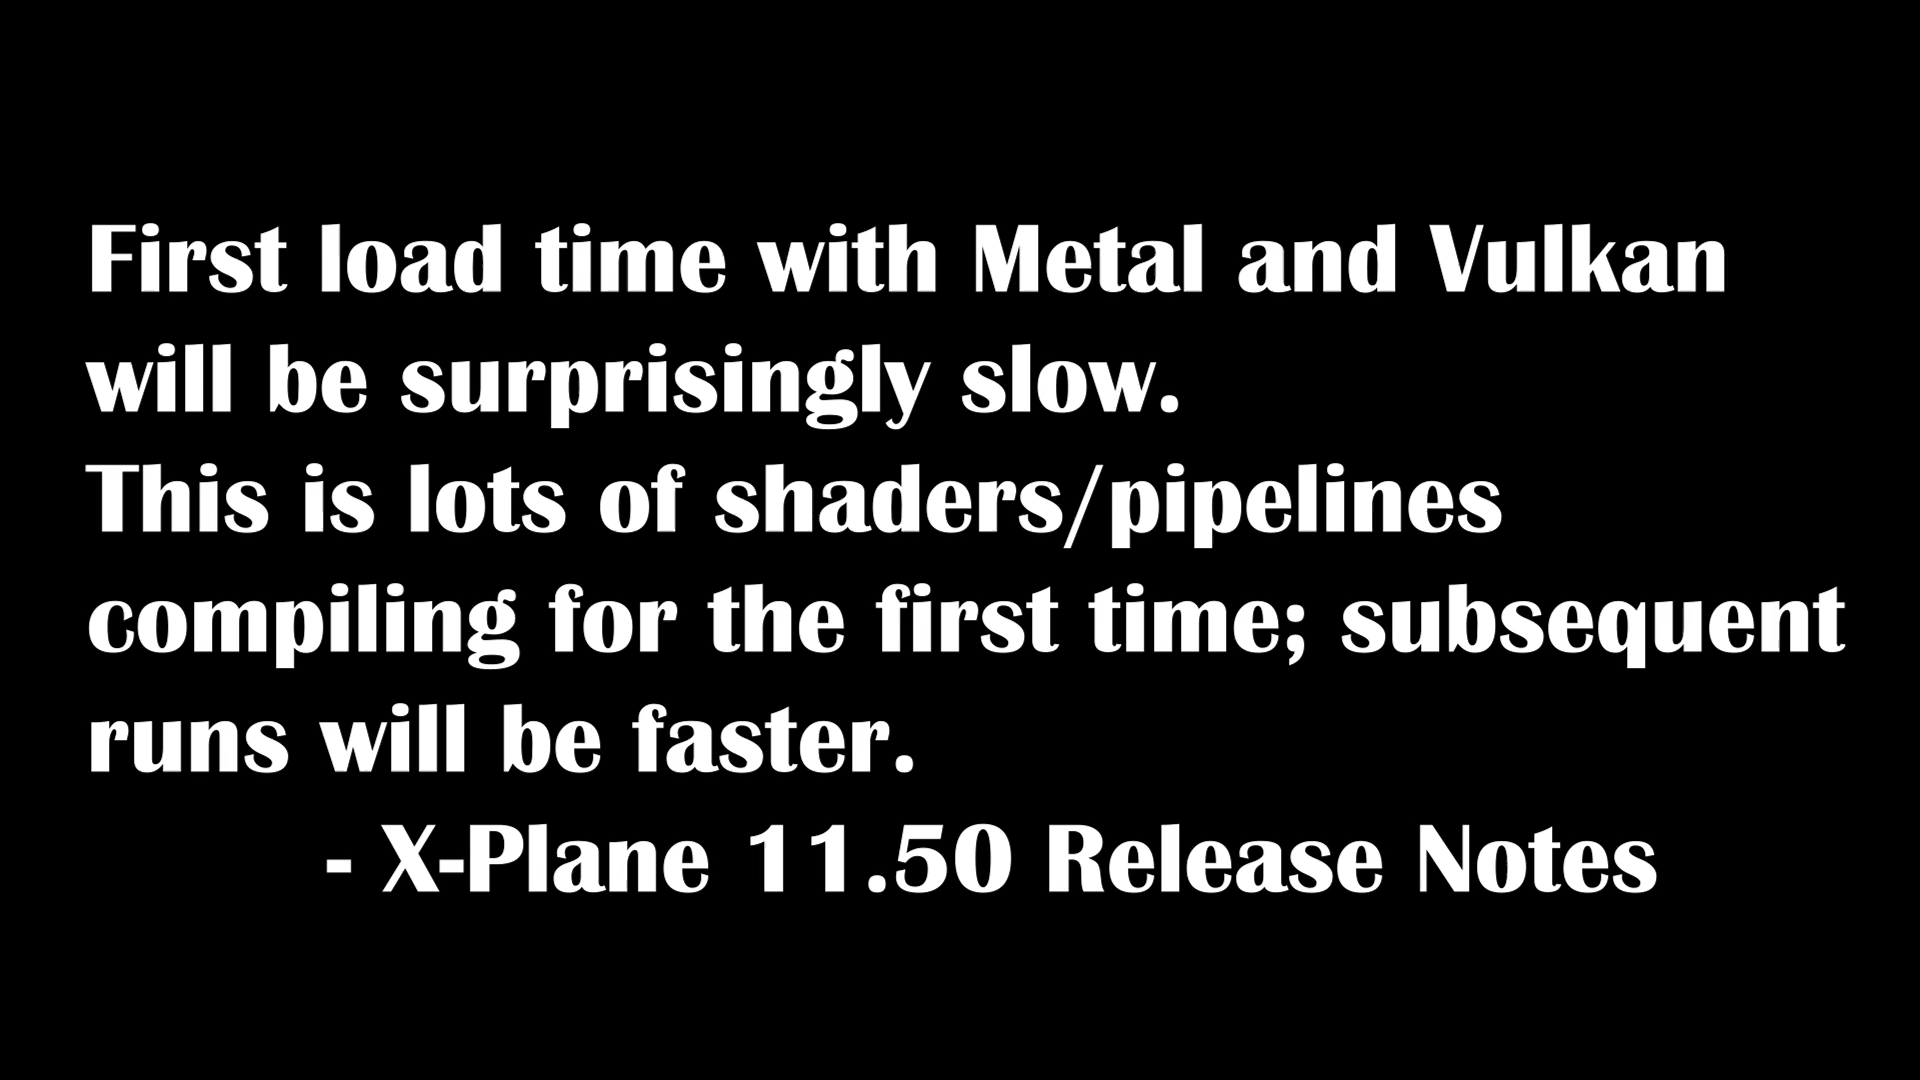 First load time with Metal and Vulkan
will be surprisingly slow.
This is lots of shaders/pipelines
compiling for the first time; subsequent
runs will be faster.
- X-Plane 11.50 Release Notes